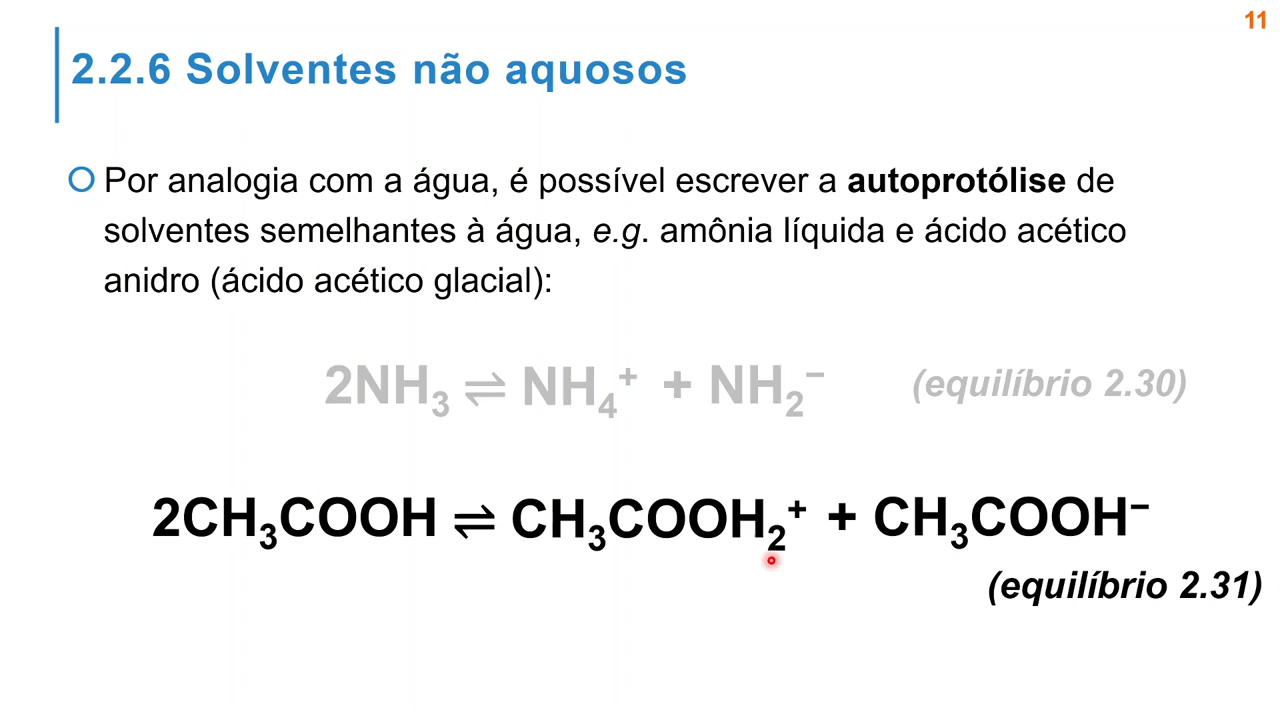 11
2.2.6 Solventes não aquosos
Por analogia com a água, é possível escrever a autoprotólise de
solventes semelhantes à água, e.g. amônia líquida e ácido acético
anidro (ácido acético glacial):
2NH₃ ⇌ NH₄⁺ + NH₂⁻ (equilíbrio 2.30)
2CH₃COOH ⇌ CH₃COOH₂⁺ + CH₃COOH⁻
(equilíbrio 2.31)